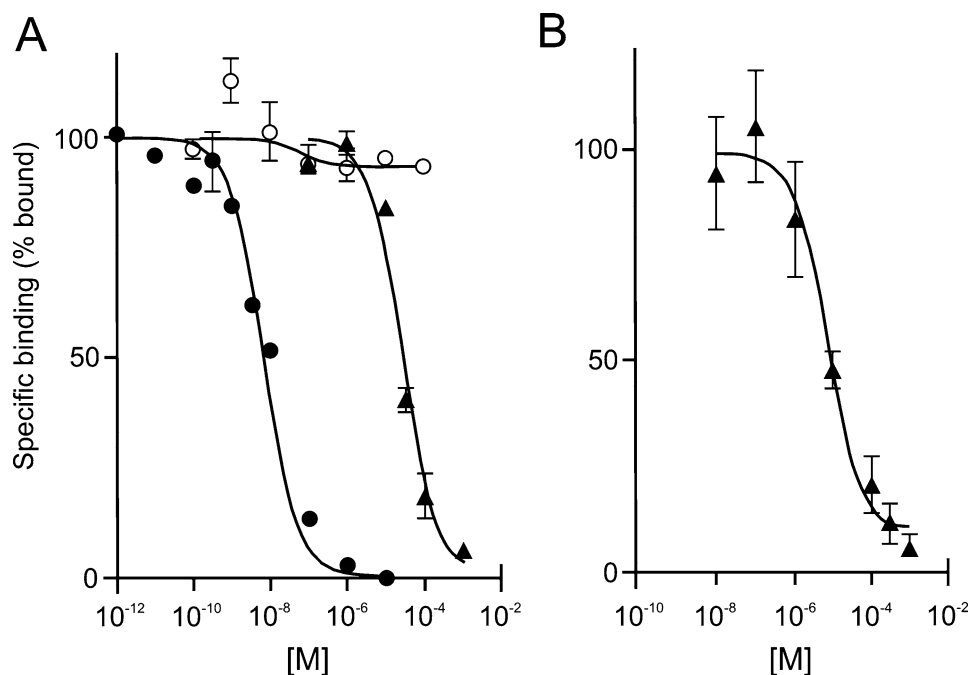 A
B
Specific binding (% bound)
100
50
0
10⁻¹² 10⁻¹⁰ 10⁻⁸ 10⁻⁶ 10⁻⁴ 10⁻²
[M]
100
50
0
10⁻¹⁰ 10⁻⁸ 10⁻⁶ 10⁻⁴ 10⁻²
[M]